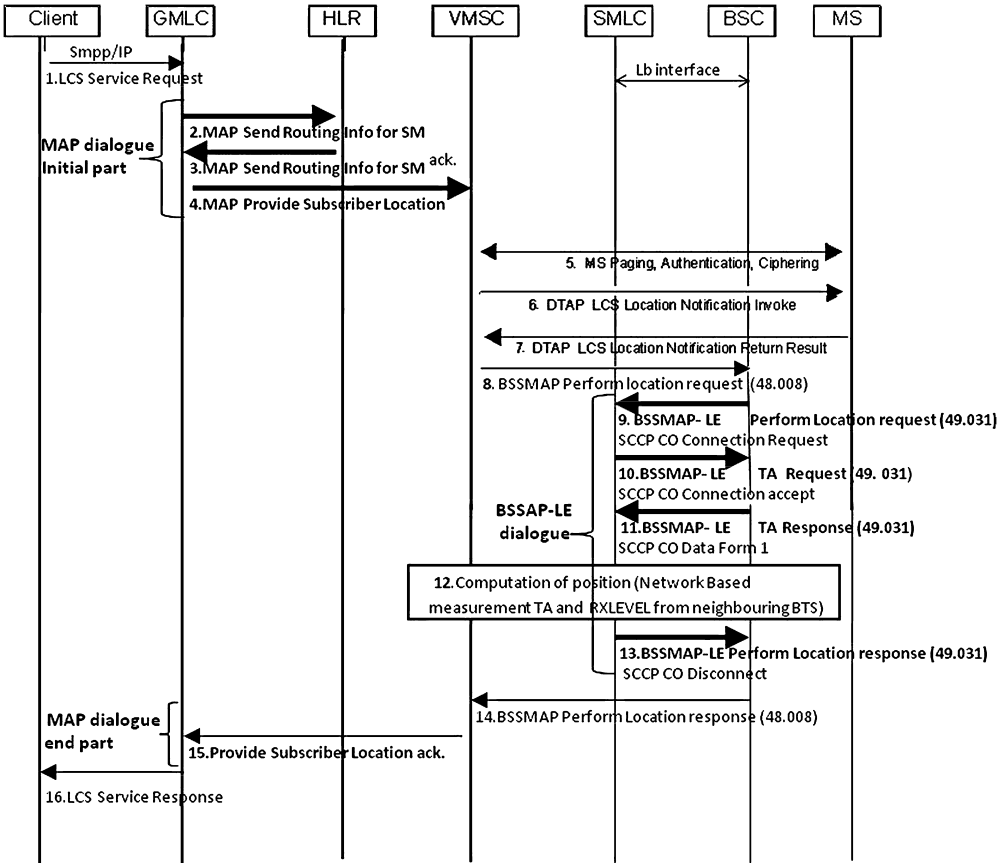 Client GMLC HLR VMSC SMLC BSC MS
Smpp/IP
1.LCS Service Request
Lb interface
MAP dialogue
Initial part
2.MAP Send Routing Info for SM
3.MAP Send Routing Info for SM ack.
4.MAP Provide Subscriber Location
5. MS Paging, Authentication, Ciphering
6. DTAP LCS Location Notification Invoke
7. DTAP LCS Location Notification Return Result
8. BSSMAP Perform location request (48.008)
9. BSSMAP- LE Perform Location request (49.031)
SCCP CO Connection Request
10.BSSMAP- LE TA Request (49. 031)
SCCP CO Connection accept
BSSAP-LE
dialogue
11.BSSMAP- LE TA Response (49.031)
SCCP CO Data Form 1
12.Computation of position (Network Based
measurement TA and RXLEVEL from neighbouring BTS)
13.BSSMAP-LE Perform Location response (49.031)
SCCP CO Disconnect
14.BSSMAP Perform Location response (48.008)
MAP dialogue
end part
15.Provide Subscriber Location ack.
16.LCS Service Response